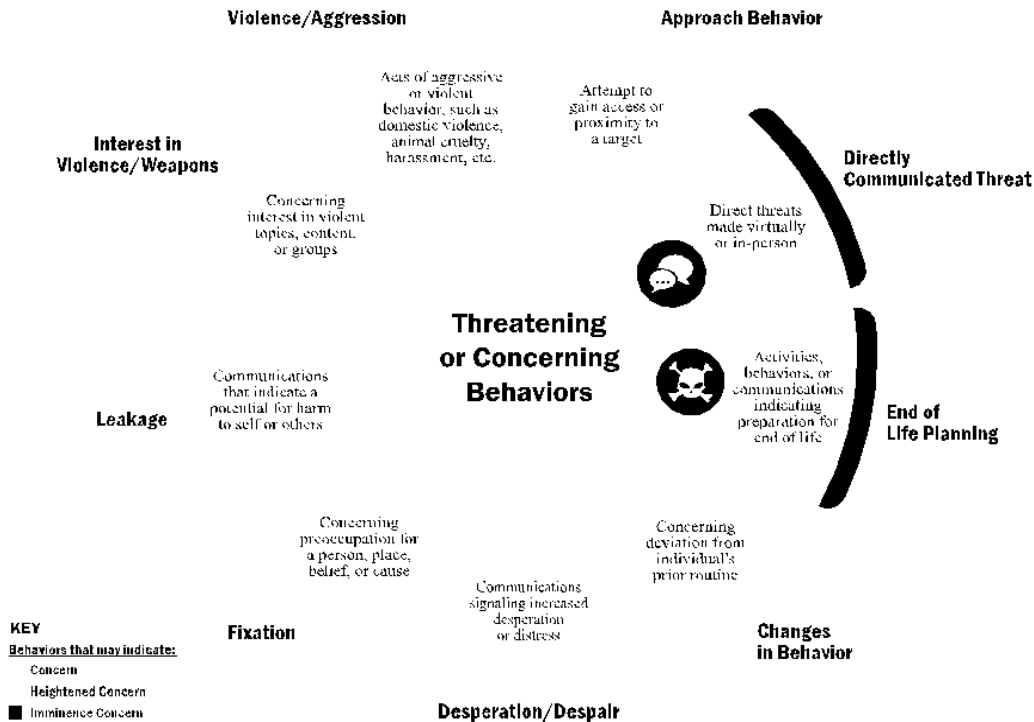 Violence/Aggression
Approach Behavior
Acts of aggressive
or violent
behavior, such as
domestic violence,
animal cruelty,
harassment, etc.
Attempt to
gain access or
proximity to
a target
Interest in
Violence/Weapons
Directly
Communicated Threat
Concerning
interest in violent
topics, content,
or groups
Direct threats
made virtually
or in-person
Threatening
or Concerning
Behaviors
Leakage
Communications
that indicate a
potential for harm
to self or others
Activities,
behaviors, or
communications
indicating
preparation for
end of life
End of
Life Planning
Concerning
preoccupation for
a person, place,
belief, or cause
Communications
signaling increased
desperation
or distress
Concerning
deviation from
individual's
prior routine
Fixation
Changes
in Behavior
Desperation/Despair
KEY
Behaviors that may indicate:
Concern
Heightened Concern
Imminence Concern